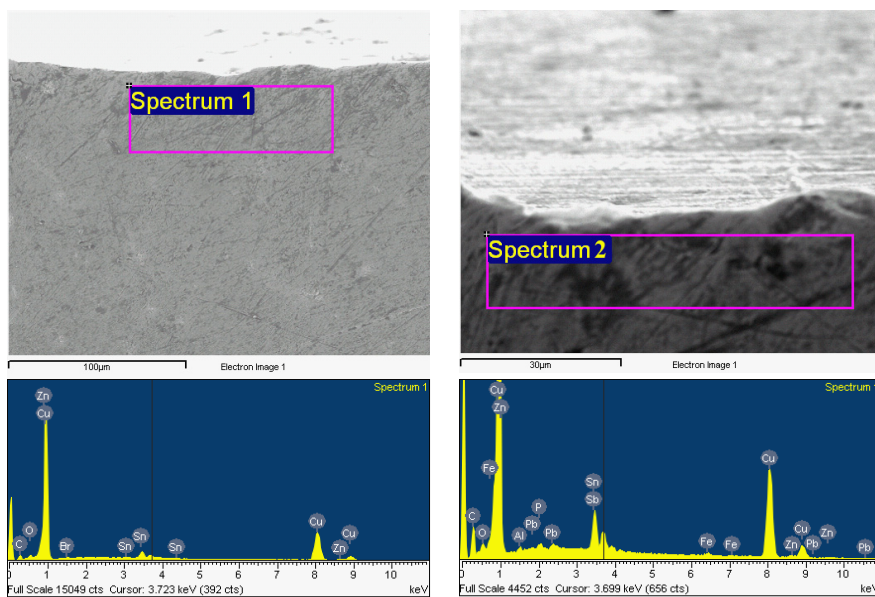 Spectrum 1
Spectrum 2
100µm
Electron Image 1
30µm
Electron Image 1
Spectrum 1
Zn
Cu
C
O
Br
Sn
Sn
Sn
Cu
Zn
Cu
0 1 2 3 4 5 6 7 8 9 10
Full Scale 15049 cts Cursor: 3.723 keV (392 cts)
keV
Spectrum
Cu
Zn
Fe
C
O
Al
Pb
P
Pb
Sn
Sb
Fe
Fe
Cu
Zn
Cu
Pb
Zn
Pb
0 1 2 3 4 5 6 7 8 9 10
Full Scale 4452 cts Cursor: 3.699 keV (656 cts)
keV